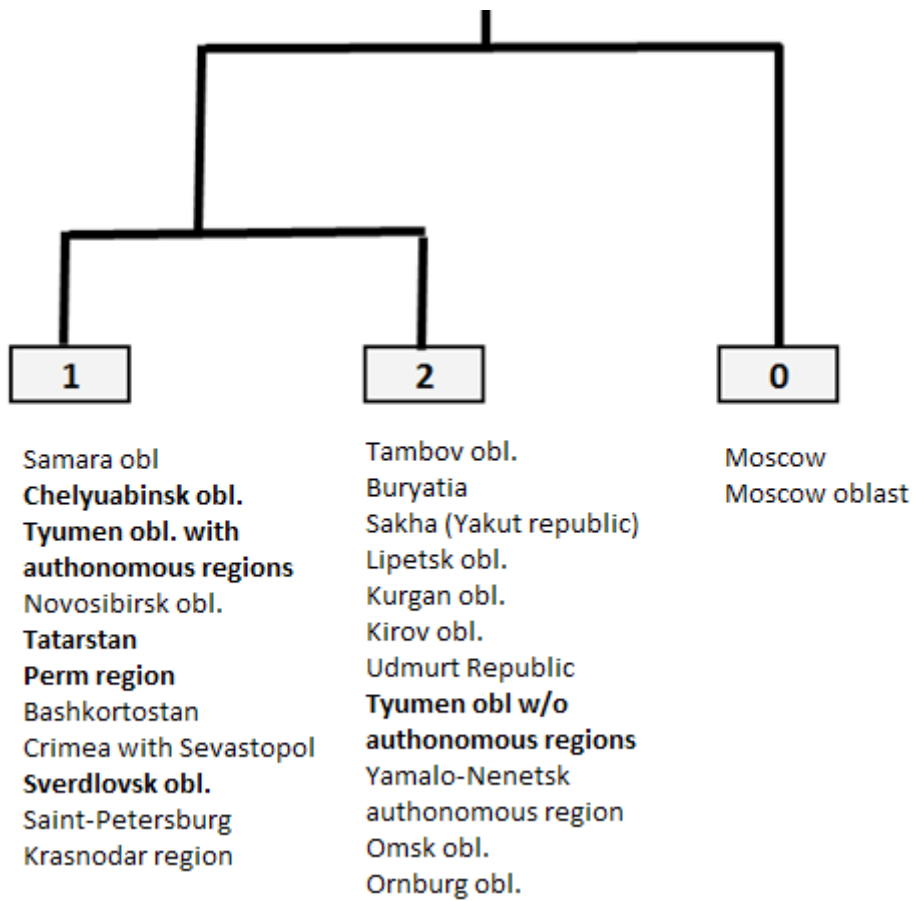 1
2
0
Samara obl
Chelyuabinsk obl.
Tyumen obl. with
authonomous regions
Novosibirsk obl.
Tatarstan
Perm region
Bashkortostan
Crimea with Sevastopol
Sverdlovsk obl.
Saint-Petersburg
Krasnodar region
Tambov obl.
Buryatia
Sakha (Yakut republic)
Lipetsk obl.
Kurgan obl.
Kirov obl.
Udmurt Republic
Tyumen obl w/o
authonomous regions
Yamalo-Nenetsk
authonomous region
Omsk obl.
Ornburg obl.
Moscow
Moscow oblast